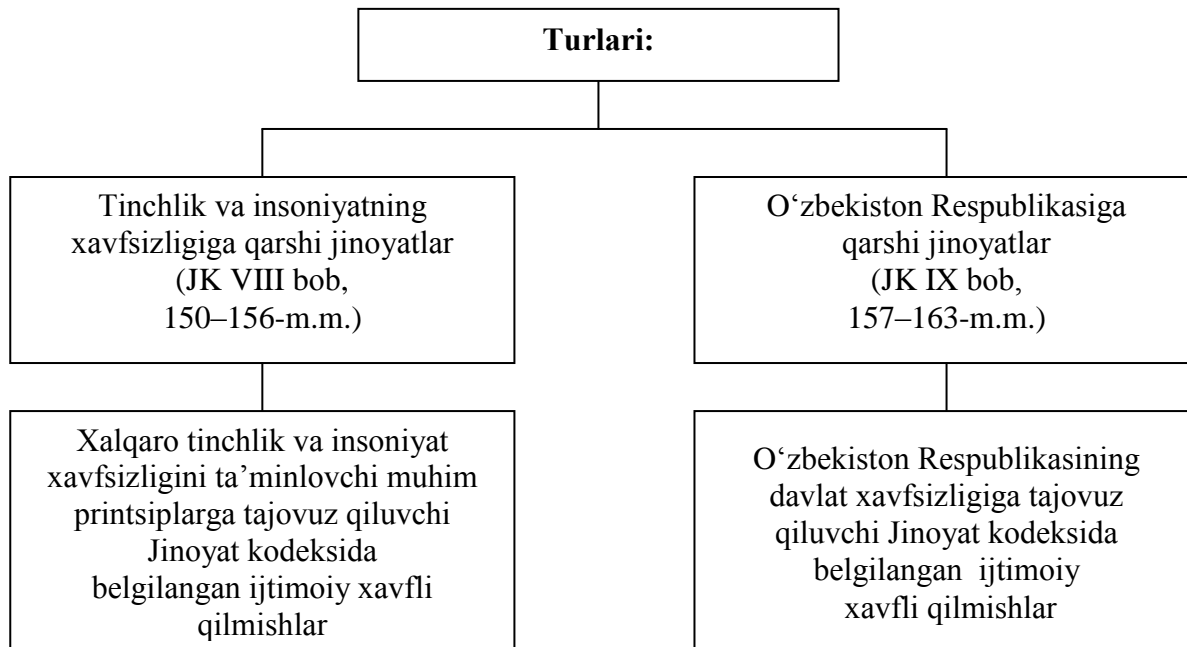 Turlari:
Tinchlik va insoniyatning
xavfsizligiga qarshi jinoyatlar
(JK VIII bob,
150–156-m.m.)
O‘zbekiston Respublikasiga
qarshi jinoyatlar
(JK IX bob,
157–163-m.m.)
Xalqaro tinchlik va insoniyat
xavfsizligini ta’minlovchi muhim
printsiplarga tajovuz qiluvchi
Jinoyat kodeksida
belgilangan ijtimoiy xavfli
qilmishlar
O‘zbekiston Respublikasining
davlat xavfsizligiga tajovuz
qiluvchi Jinoyat kodeksida
belgilangan ijtimoiy
xavfli qilmishlar